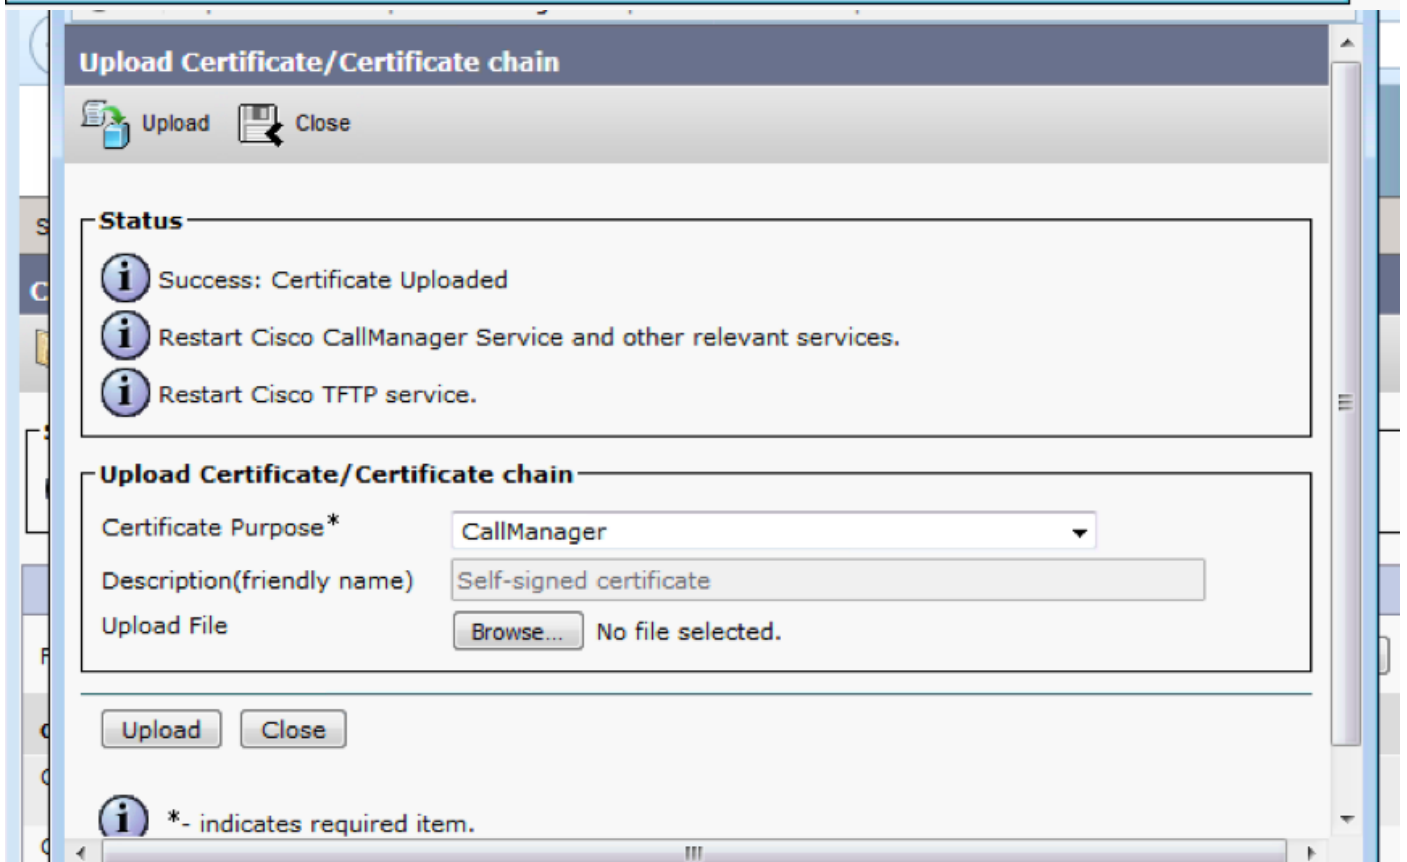 Upload Certificate/Certificate chain
Upload Close
Status
Success: Certificate Uploaded
Restart Cisco CallManager Service and other relevant services.
Restart Cisco TFTP service.
Upload Certificate/Certificate chain
Certificate Purpose* CallManager
Description(friendly name) Self-signed certificate
Upload File Browse... No file selected.
Upload Close
*- indicates required item.